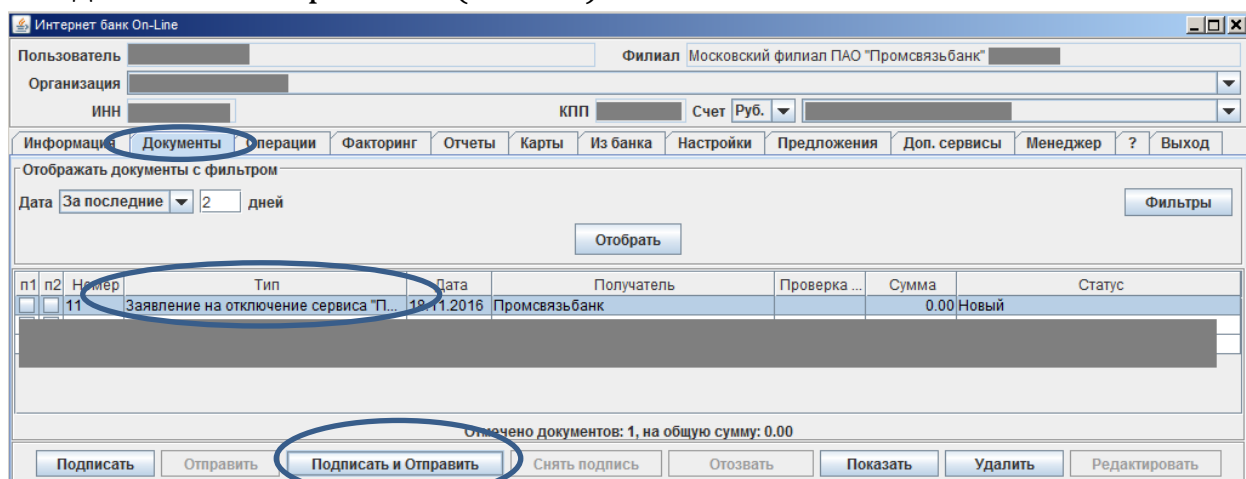 Интернет банк On-Line
Пользователь Филиал Московский филиал ПАО "Промсвязьбанк"
Организация
ИНН КПП Счет Руб.
Информация Документы Операции Факторинг Отчеты Карты Из банка Настройки Предложения Доп. сервисы Менеджер ? Выход
Отображать документы с фильтром
Дата За последние 2 дней Фильтры
Отобрать
п1 п2 Номер Тип Дата Получатель Проверка ... Сумма Статус
11 Заявление на отключение сервиса "П... 18.11.2016 Промсвязьбанк 0.00 Новый
Отмечено документов: 1, на общую сумму: 0.00
Подписать Отправить Подписать и Отправить Снять подпись Отозвать Показать Удалить Редактировать